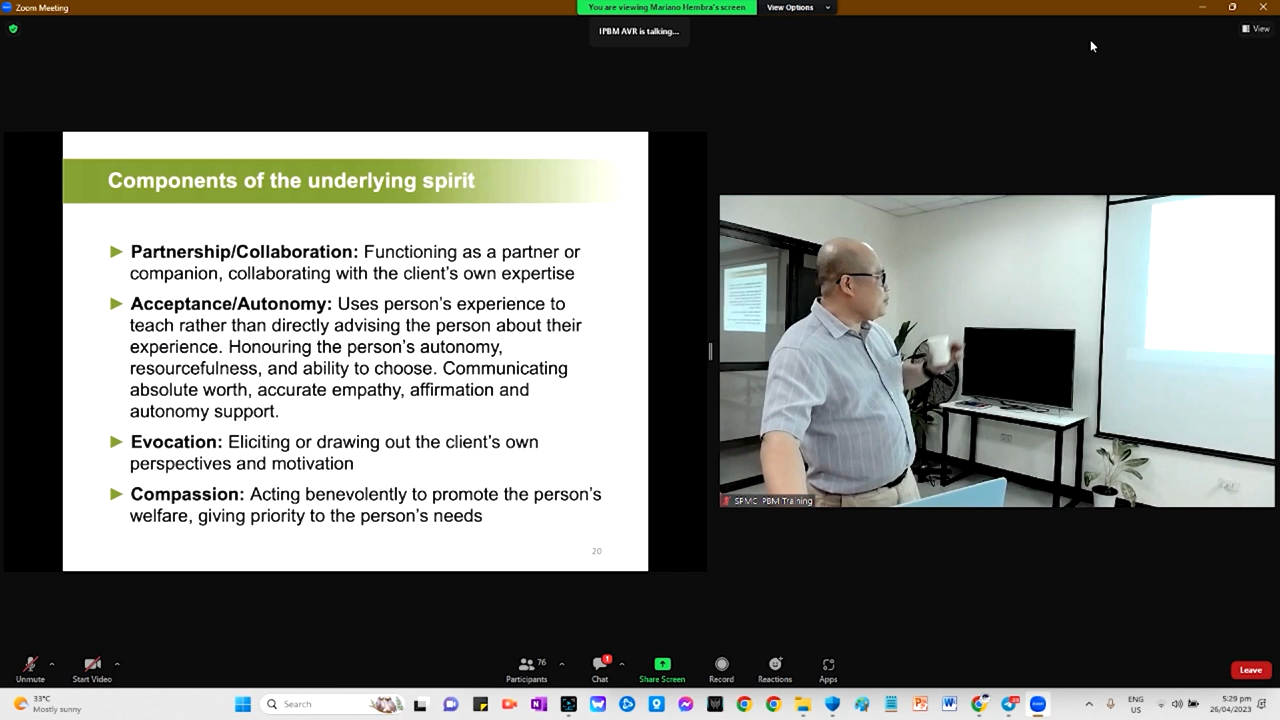 Zoom Meeting
You are viewing Mariano Hembra's screen
View Options
IPBM AVR is talking...
View
Components of the underlying spirit
Partnership/Collaboration: Functioning as a partner or
companion, collaborating with the client's own expertise
Acceptance/Autonomy: Uses person's experience to
teach rather than directly advising the person about their
experience. Honouring the person's autonomy,
resourcefulness, and ability to choose. Communicating
absolute worth, accurate empathy, affirmation and
autonomy support.
Evocation: Eliciting or drawing out the client's own
perspectives and motivation
Compassion: Acting benevolently to promote the person's
welfare, giving priority to the person's needs
20
SPMC IPBM Training
Unmute
Start Video
76
Participants
1
Chat
Share Screen
Record
Reactions
Apps
Leave
33°C
Mostly sunny
Search
ENG
US
5:29 pm
26/04/2023